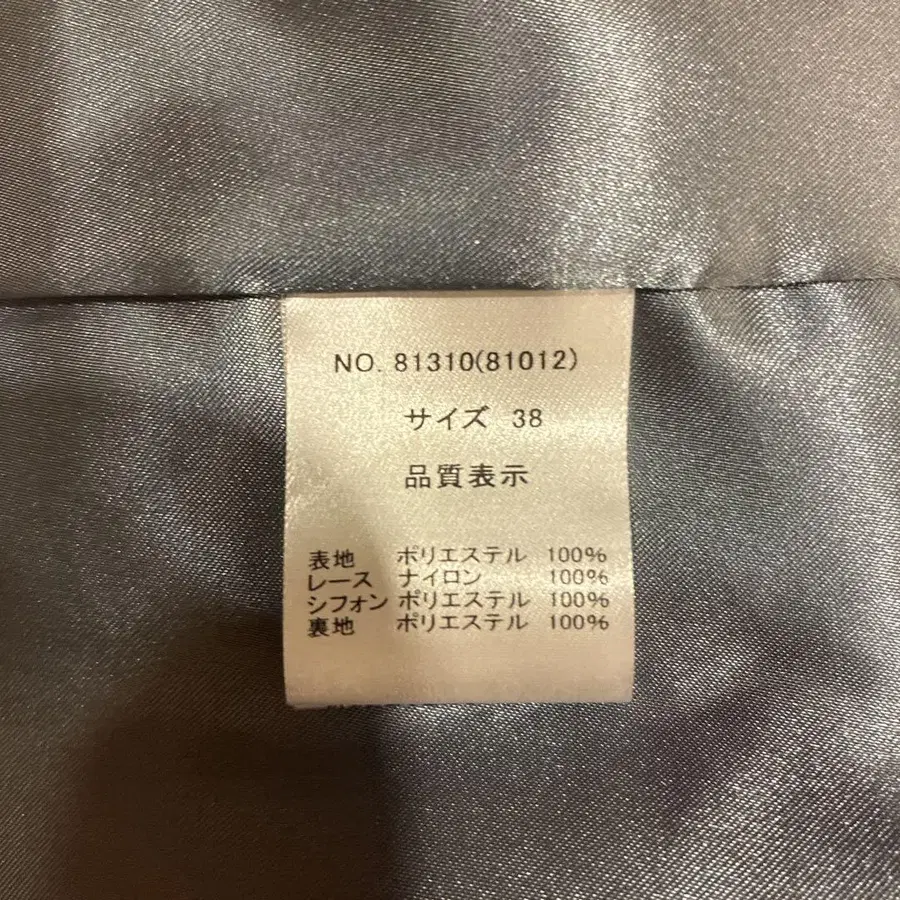 NO. 81310(81012)
サイズ 38
品質表示
表地 ポリエステル 100%
レース ナイロン 100%
シフォン ポリエステル 100%
裏地 ポリエステル 100%